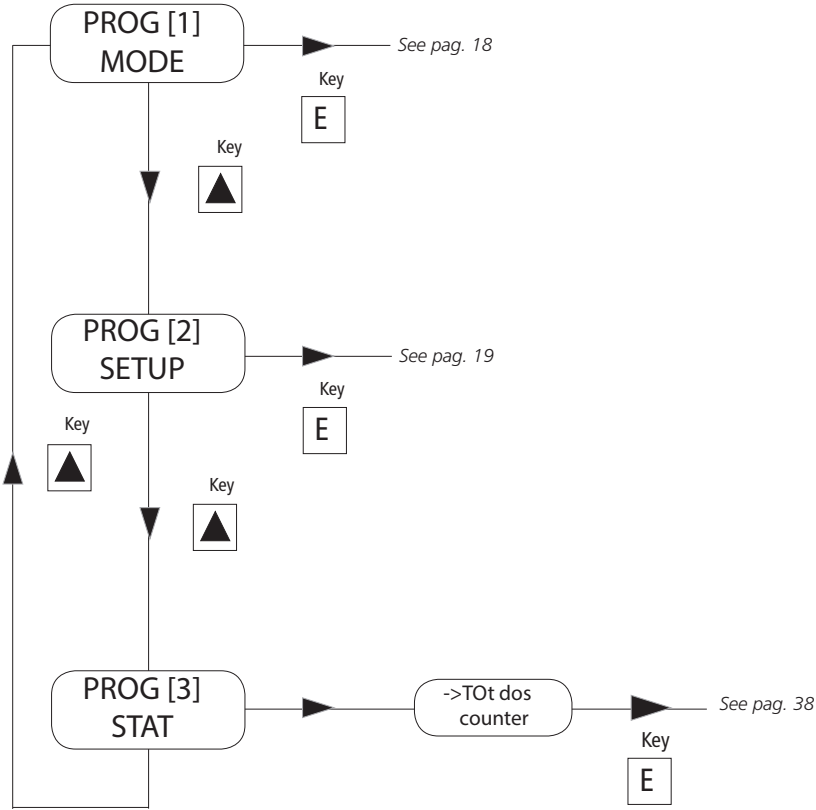 PROG [1]
MODE
See pag. 18
Key
E
Key
PROG [2]
SETUP
See pag. 19
Key
E
Key
Key
PROG [3]
STAT
->TOt dos
counter
See pag. 38
Key
E